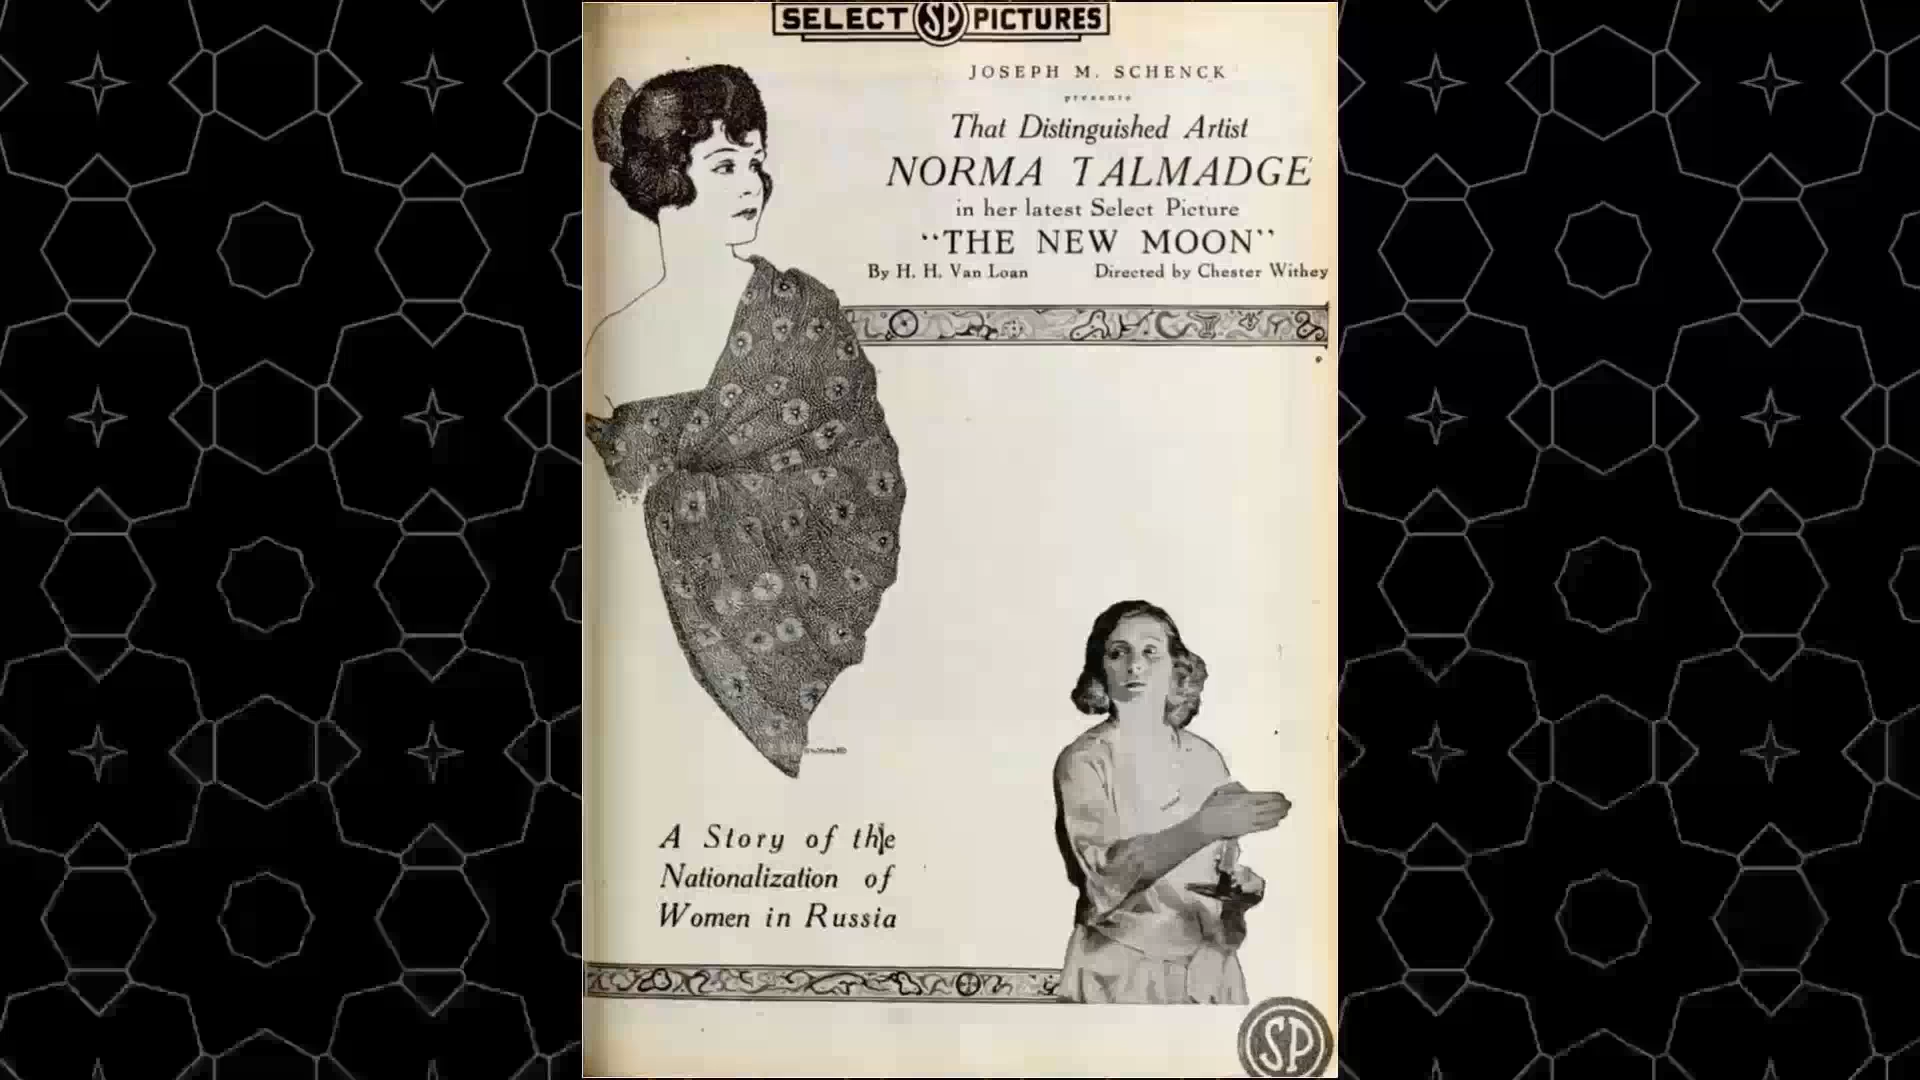 SELECT SP PICTURES
JOSEPH M. SCHENCK
presents
That Distinguished Artist
NORMA TALMADGE
in her latest Select Picture
"THE NEW MOON"
By H. H. Van Loan Directed by Chester Withey
A Story of the
Nationalization of
Women in Russia
SP